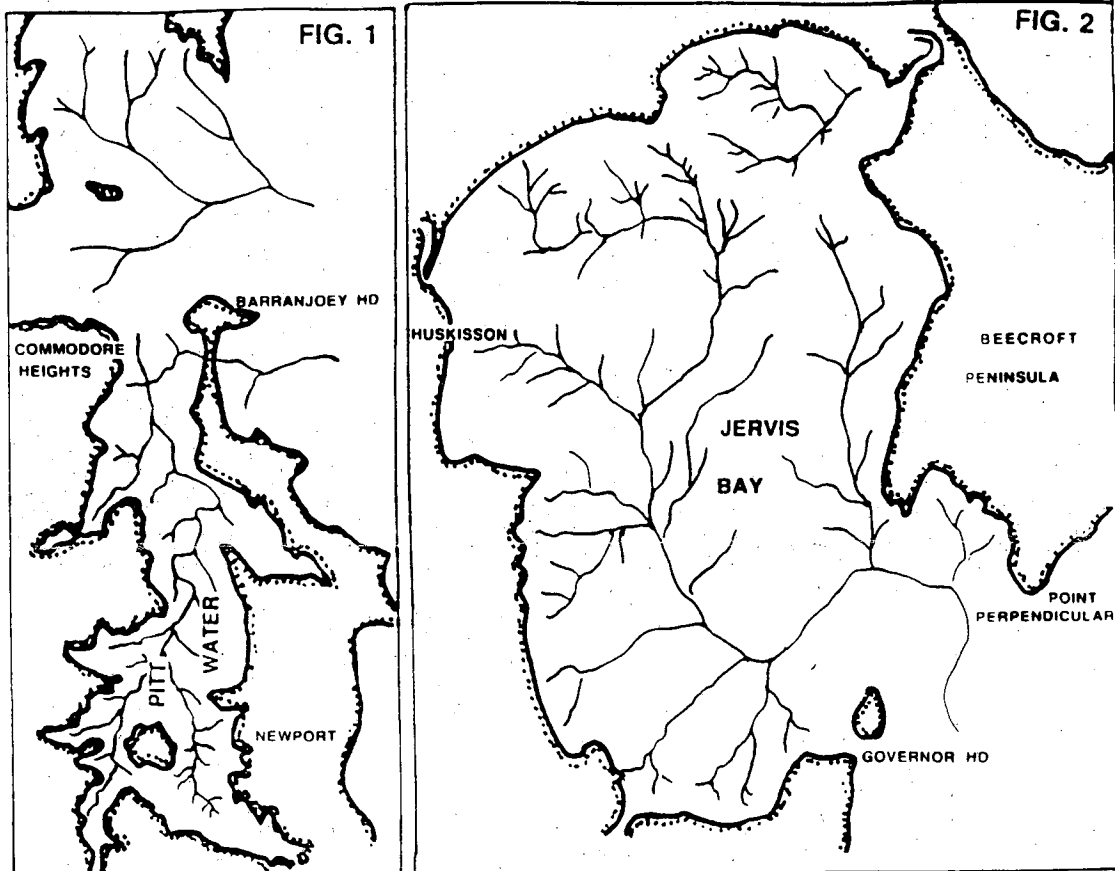 FIG. 1
BARRANJOEY HD
COMMODORE
HEIGHTS
PITT
WATER
NEWPORT
FIG. 2
HUSKISSON
BEECROFT
PENINSULA
JERVIS
BAY
POINT
PERPENDICULAR
GOVERNOR HD